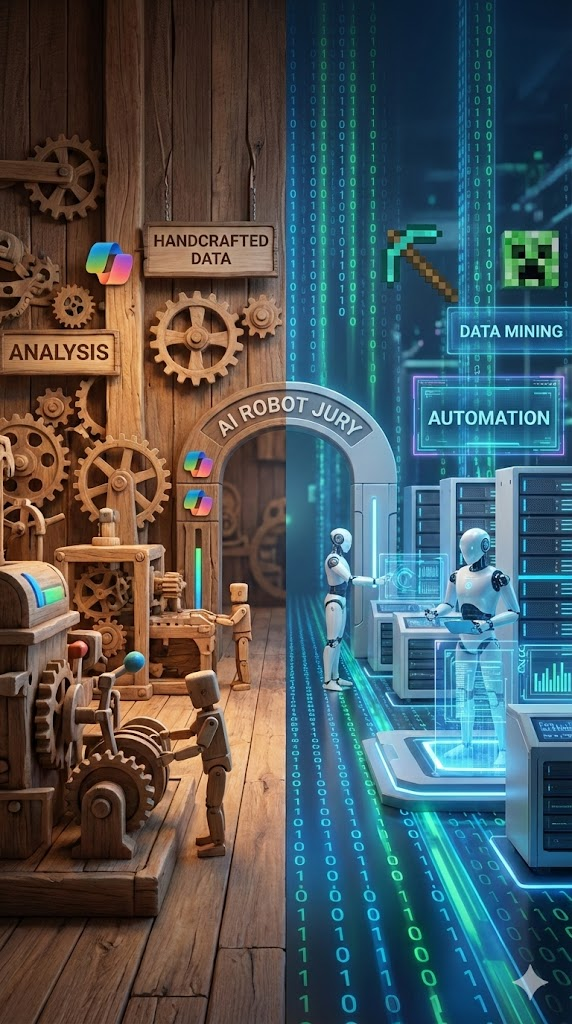 HANDCRAFTED
DATA
ANALYSIS
AI ROBOT JURY
DATA MINING
AUTOMATION